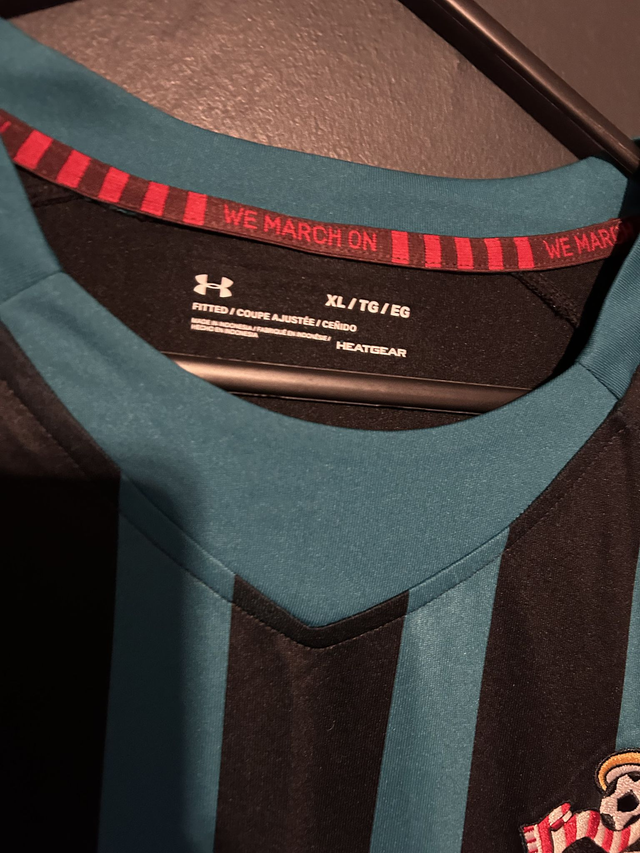 WE MARCH ON
WE MARC
XL / TG / EG
FITTED / COUPE AJUSTÉE / CEÑIDO
MADE IN INDONESIA / FABRIQUÉ EN INDONÉSIE /
HECHO EN INDONESIA
HEATGEAR